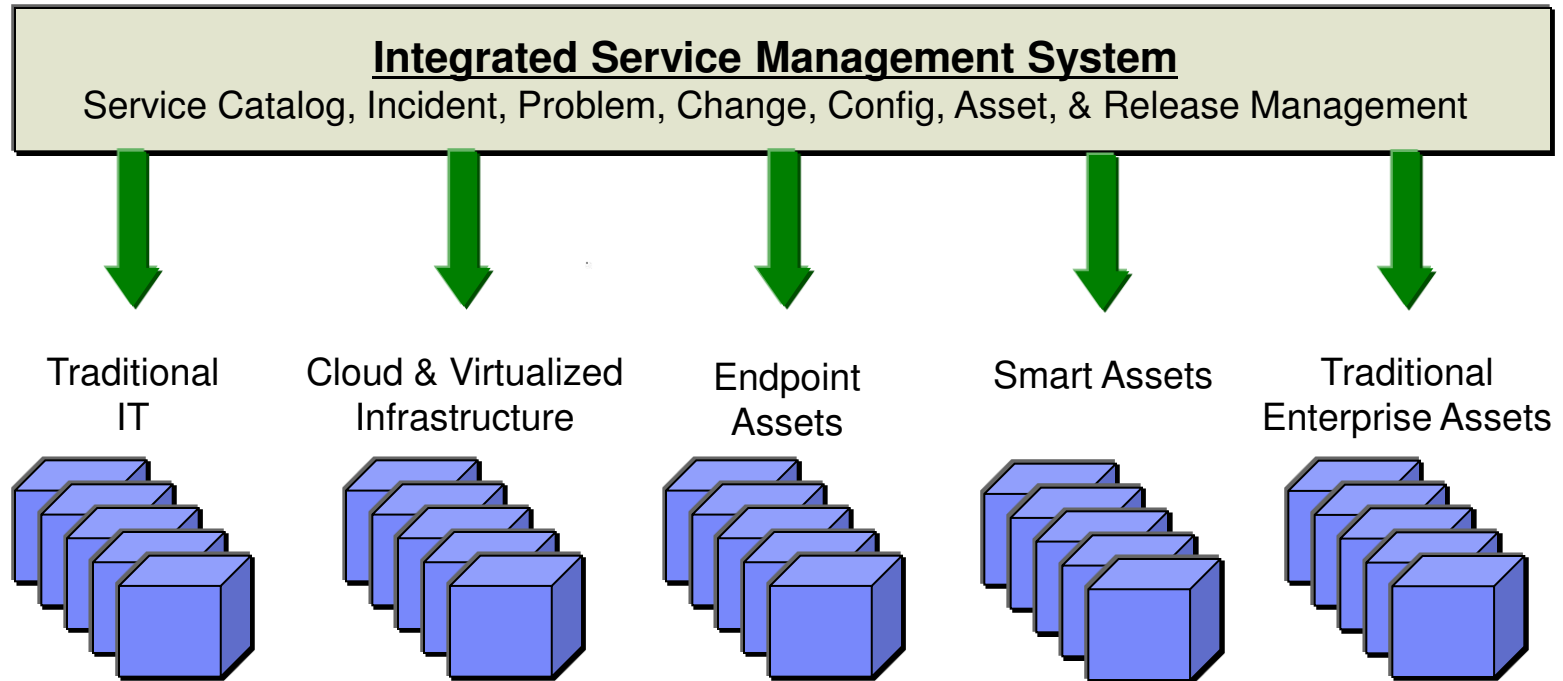 Integrated Service Management System
Service Catalog, Incident, Problem, Change, Config, Asset, & Release Management
Traditional
IT
Cloud & Virtualized
Infrastructure
Endpoint
Assets
Smart Assets
Traditional
Enterprise Assets